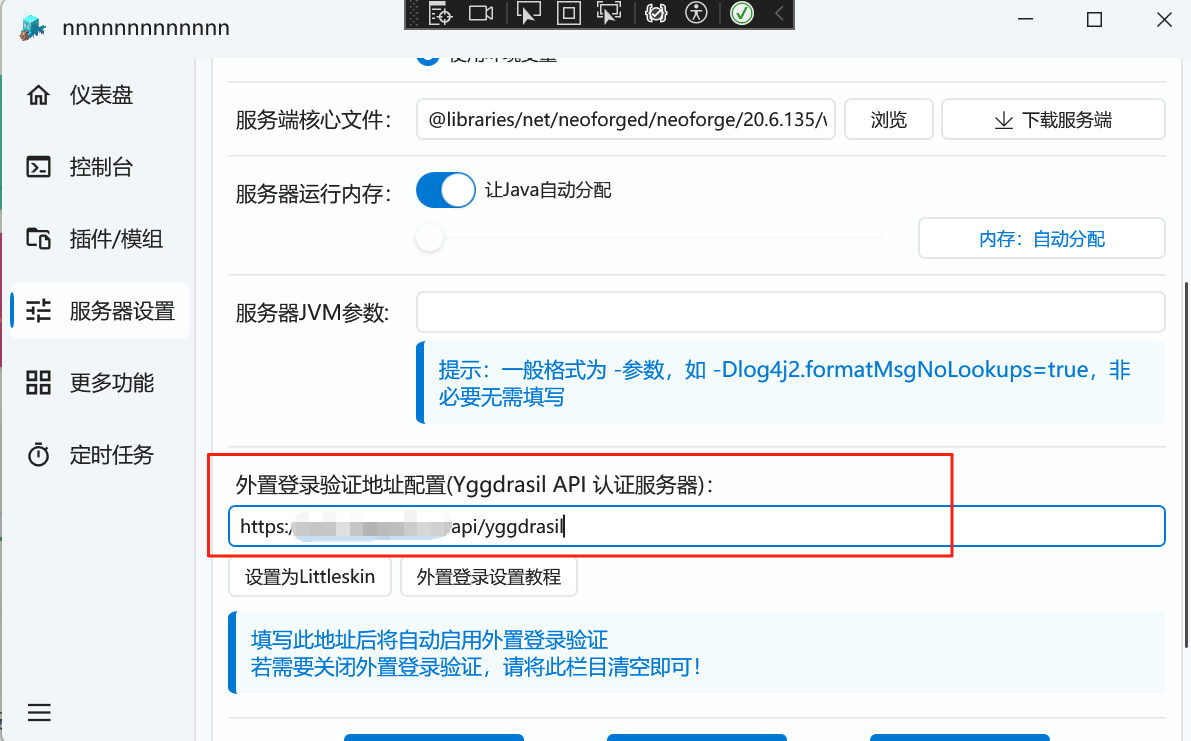 nnnnnnnnnnnnn
仪表盘
控制台
插件/模组
服务器设置
更多功能
定时任务
使用环境变量
服务端核心文件：
@libraries/net/neoforged/neoforge/20.6.135/
浏览
下载服务端
服务器运行内存：
让Java自动分配
内存：自动分配
服务器JVM参数:
提示：一般格式为 -参数，如 -Dlog4j2.formatMsgNoLookups=true，非
必要无需填写
外置登录验证地址配置(Yggdrasil API 认证服务器)：
https:/ api/yggdrasil
设置为Littleskin
外置登录设置教程
填写此地址后将自动启用外置登录验证
若需要关闭外置登录验证，请将此栏目清空即可！